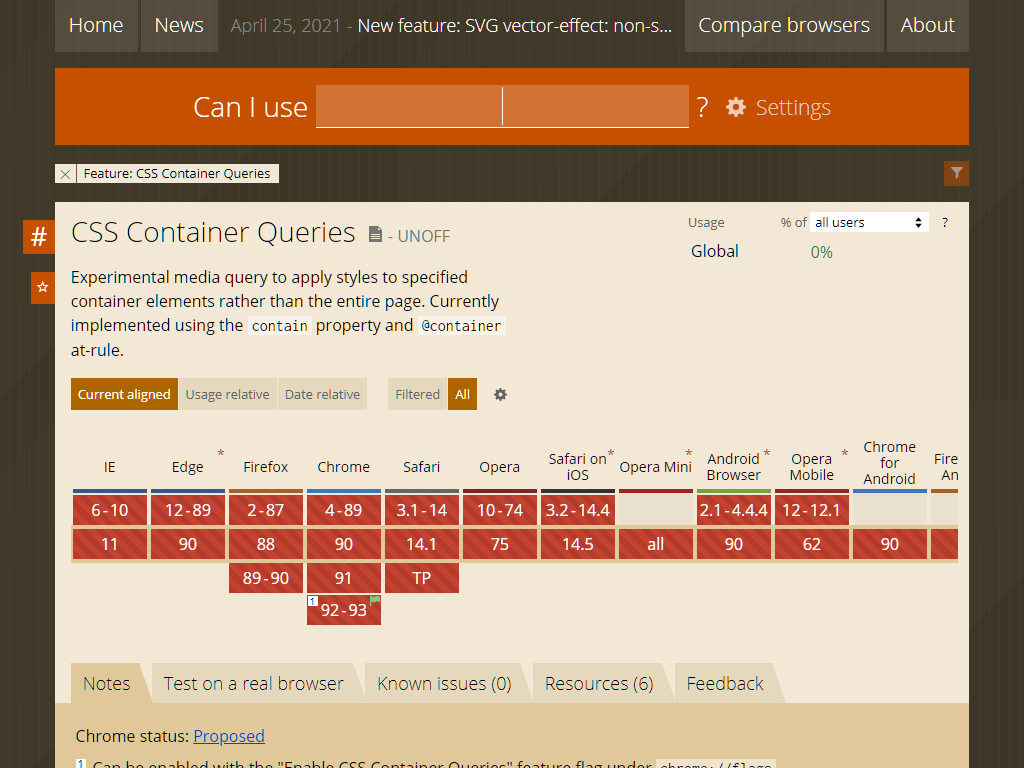 Home News April 25, 2021 - New feature: SVG vector-effect: non-s... Compare browsers About
Can I use ? Settings
Feature: CSS Container Queries
# CSS Container Queries - UNOFF
Usage % of all users ?
Global 0%
Experimental media query to apply styles to specified
container elements rather than the entire page. Currently
implemented using the contain property and @container
at-rule.
Current aligned Usage relative Date relative Filtered All
IE Edge * Firefox Chrome Safari Opera Safari on iOS * Opera Mini * Android Browser * Opera Mobile * Chrome for Android
6-10 12-89 2-87 4-89 3.1-14 10-74 3.2-14.4 2.1-4.4.4 12-12.1
11 90 88 90 14.1 75 14.5 all 90 62 90
89-90 91 TP
1 92-93
Notes Test on a real browser Known issues (0) Resources (6) Feedback
Chrome status: Proposed
1 Can be enabled with the "Enable CSS Container Queries" feature flag under chrome://flags